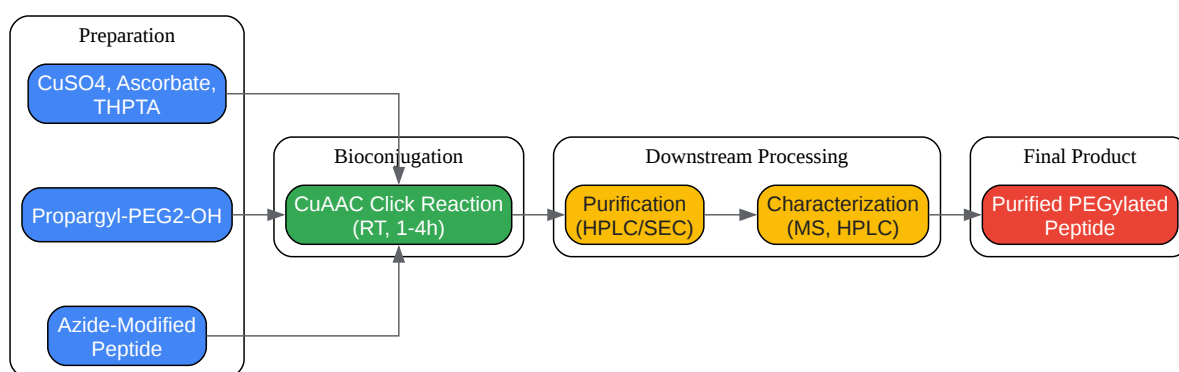 Preparation
CuSO4, Ascorbate,
THPTA
Propargyl-PEG2-OH
Azide-Modified
Peptide
Bioconjugation
CuAAC Click Reaction
(RT, 1-4h)
Downstream Processing
Purification
(HPLC/SEC)
Characterization
(MS, HPLC)
Final Product
Purified PEGylated
Peptide